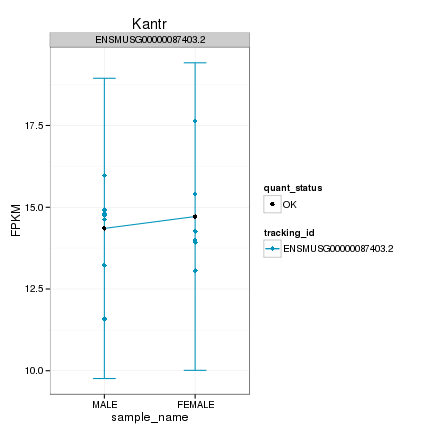 Kantr
ENSMUSG00000087403.2
17.5
15.0
12.5
10.0
FPKM
MALE
FEMALE
sample_name
quant_status
OK
tracking_id
ENSMUSG00000087403.2